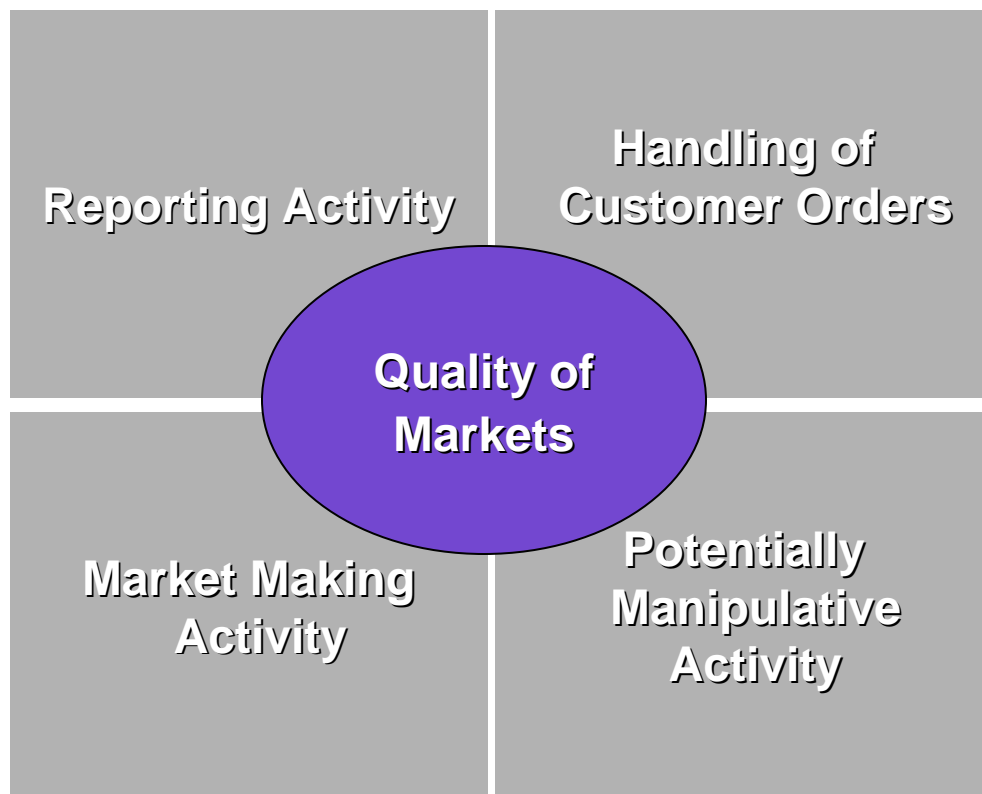 Reporting Activity
Handling of
Customer Orders
Quality of
Markets
Market Making
Activity
Potentially
Manipulative
Activity